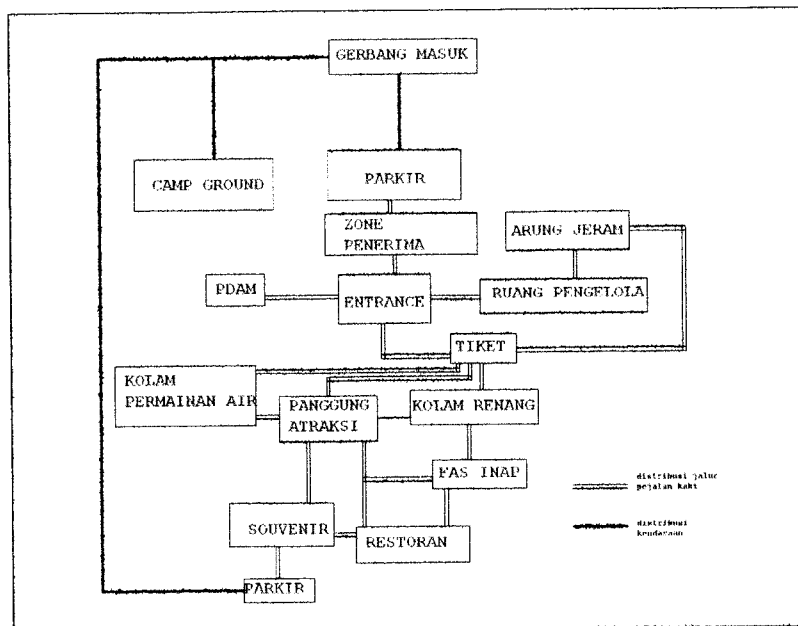 GERBANG MASUK
CAMP GROUND
PARKIR
ZONE
PENERIMA
ARUNG JERAM
PDAM
ENTRANCE
RUANG PENGELOLA
TIKET
KOLAM
PERMAINAN AIR
PANGGUNG
ATRAKSI
KOLAM RENANG
FAS INAP
SOUVENIR
RESTORAN
PARKIR
distribusi jalur
pejalan kaki
distribusi
kendaraan